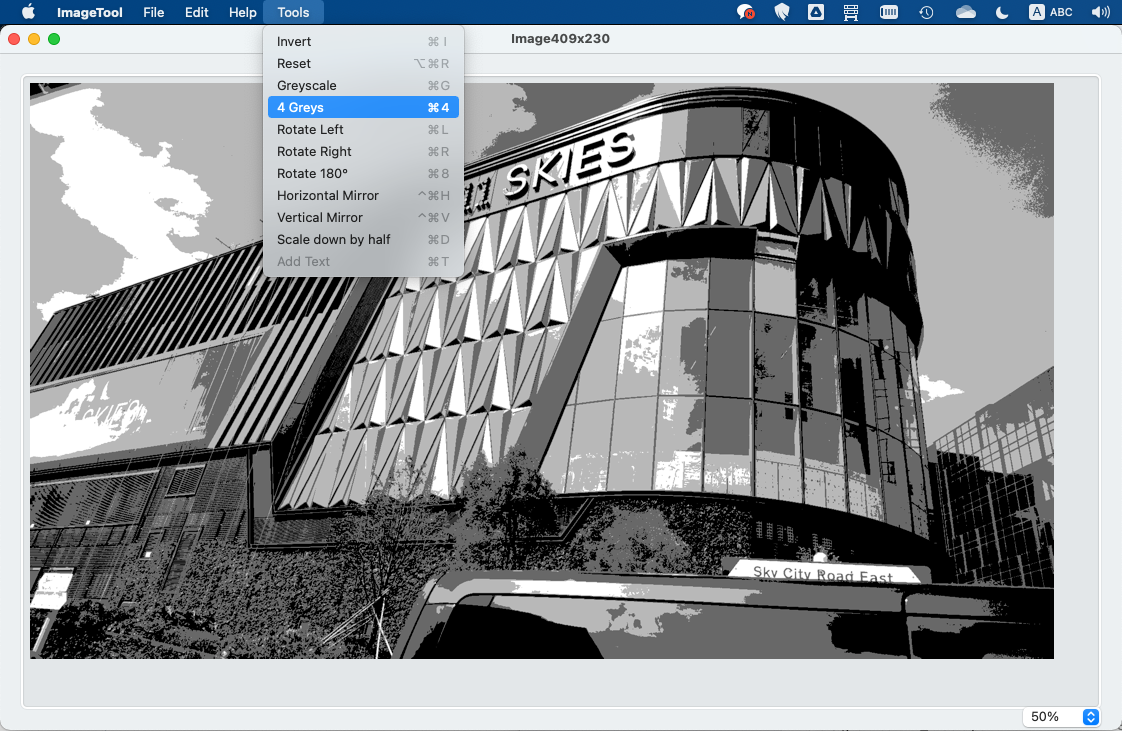 ImageTool File Edit Help Tools A ABC
Image409x230
Invert ⌘ I
Reset ⌥⌘R
Greyscale ⌘G
4 Greys ⌘4
Rotate Left ⌘L
Rotate Right ⌘R
Rotate 180° ⌘8
Horizontal Mirror ^⌘H
Vertical Mirror ^⌘V
Scale down by half ⌘D
Add Text ⌘T
11 SKIES
SKIES
Sky City Road East
50%